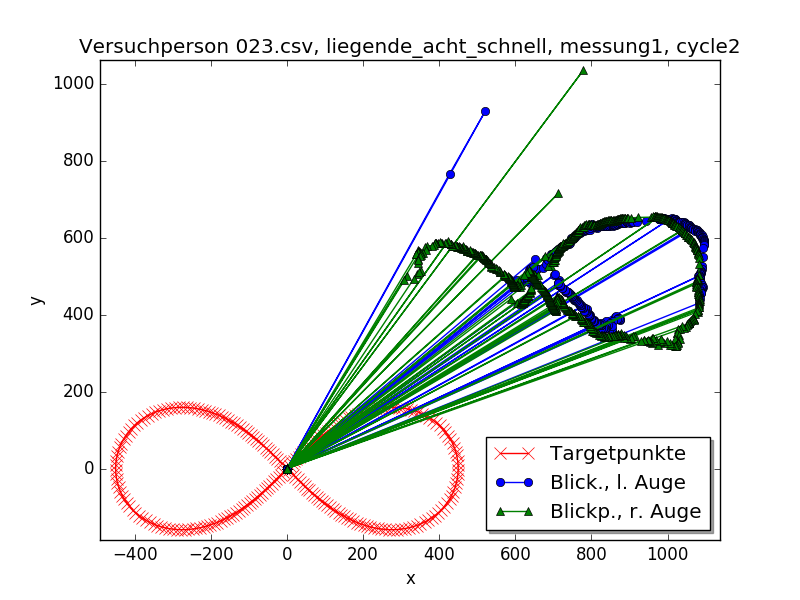 Versuchperson 023.csv, liegende_acht_schnell, messung1, cycle2
1000
800
600
400
200
0
y
−400 −200 0 200 400 600 800 1000
x
Targetpunkte
Blick., l. Auge
Blickp., r. Auge